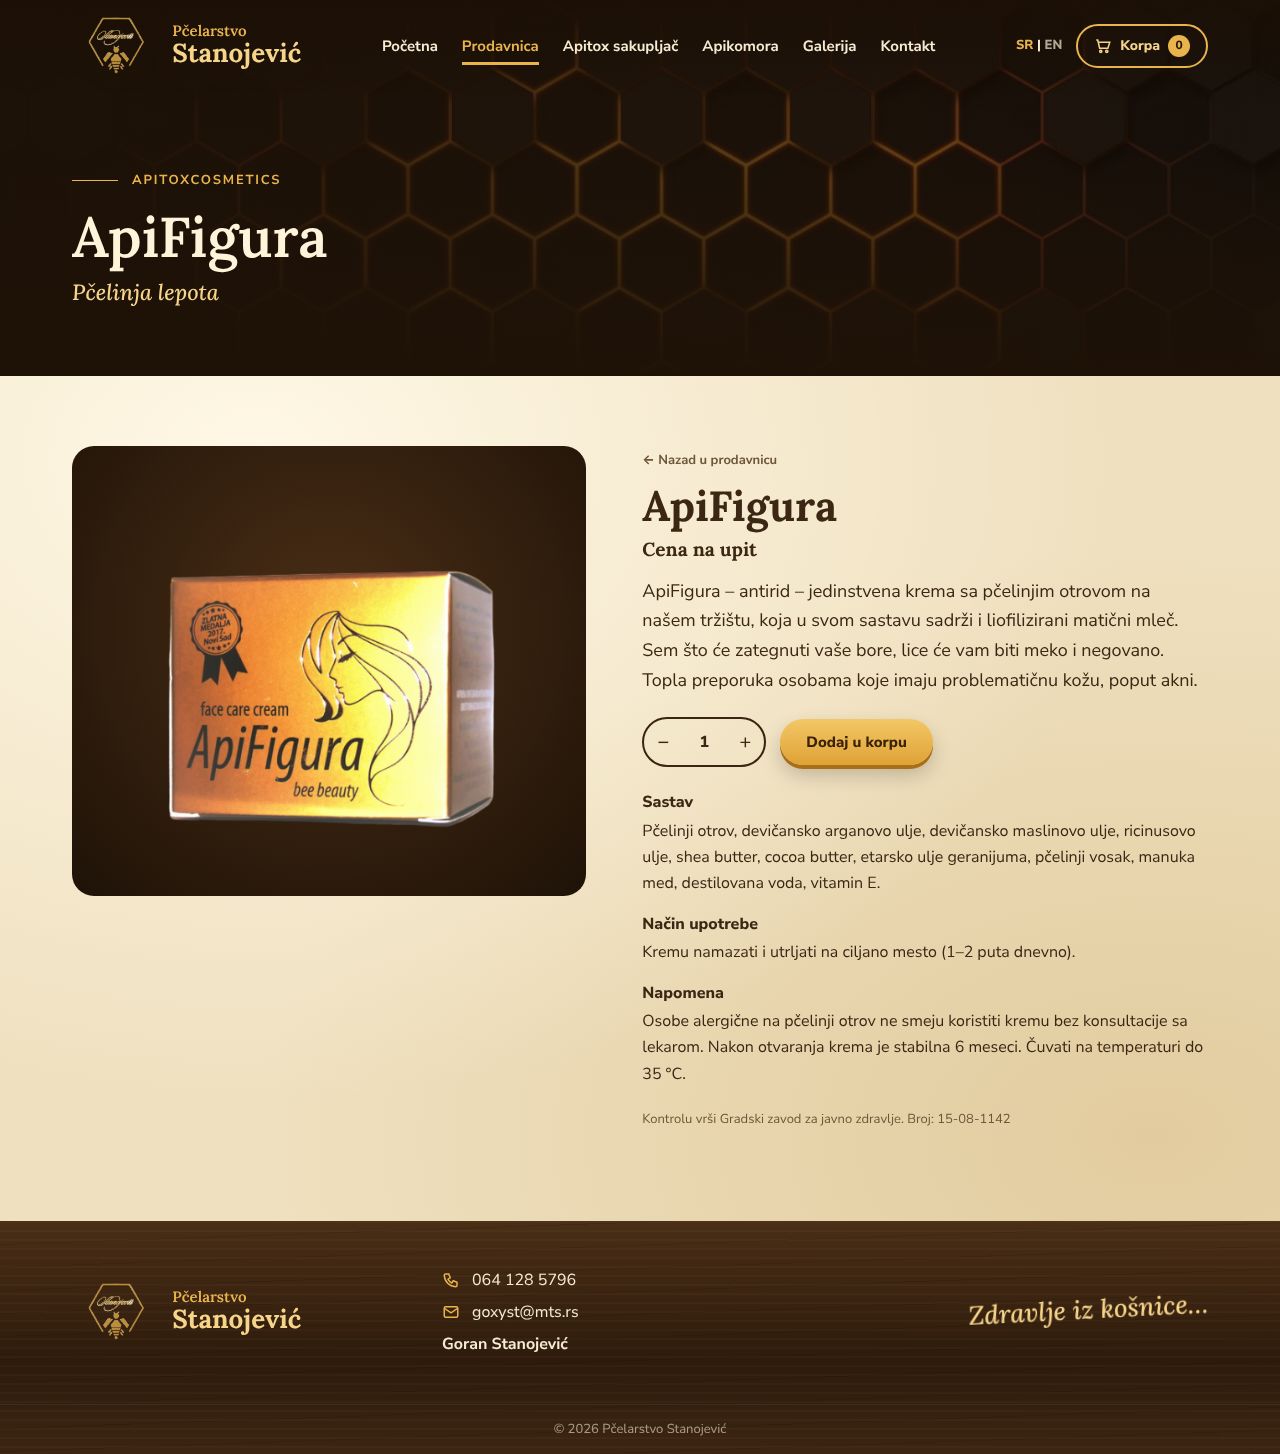 Pčelarstvo
Stanojević
Početna
Prodavnica
Apitox sakupljač
Apikomora
Galerija
Kontakt
SR | EN
Korpa 0
APITOXCOSMETICS
ApiFigura
Pčelinja lepota
ZLATNA
MEDALJA
2017.
Novi Sad
face care cream
ApiFigura
bee beauty
← Nazad u prodavnicu
ApiFigura
Cena na upit
ApiFigura – antirid – jedinstvena krema sa pčelinjim otrovom na
našem tržištu, koja u svom sastavu sadrži i liofilizirani matični mleč.
Sem što će zategnuti vaše bore, lice će vam biti meko i negovano.
Topla preporuka osobama koje imaju problematičnu kožu, poput akni.
− 1 +
Dodaj u korpu
Sastav
Pčelinji otrov, devičansko arganovo ulje, devičansko maslinovo ulje, ricinusovo
ulje, shea butter, cocoa butter, etarsko ulje geranijuma, pčelinji vosak, manuka
med, destilovana voda, vitamin E.
Način upotrebe
Kremu namazati i utrljati na ciljano mesto (1–2 puta dnevno).
Napomena
Osobe alergične na pčelinji otrov ne smeju koristiti kremu bez konsultacije sa
lekarom. Nakon otvaranja krema je stabilna 6 meseci. Čuvati na temperaturi do
35 °C.
Kontrolu vrši Gradski zavod za javno zdravlje. Broj: 15-08-1142
Pčelarstvo
Stanojević
064 128 5796
goxyst@mts.rs
Goran Stanojević
Zdravlje iz košnice...
© 2026 Pčelarstvo Stanojević